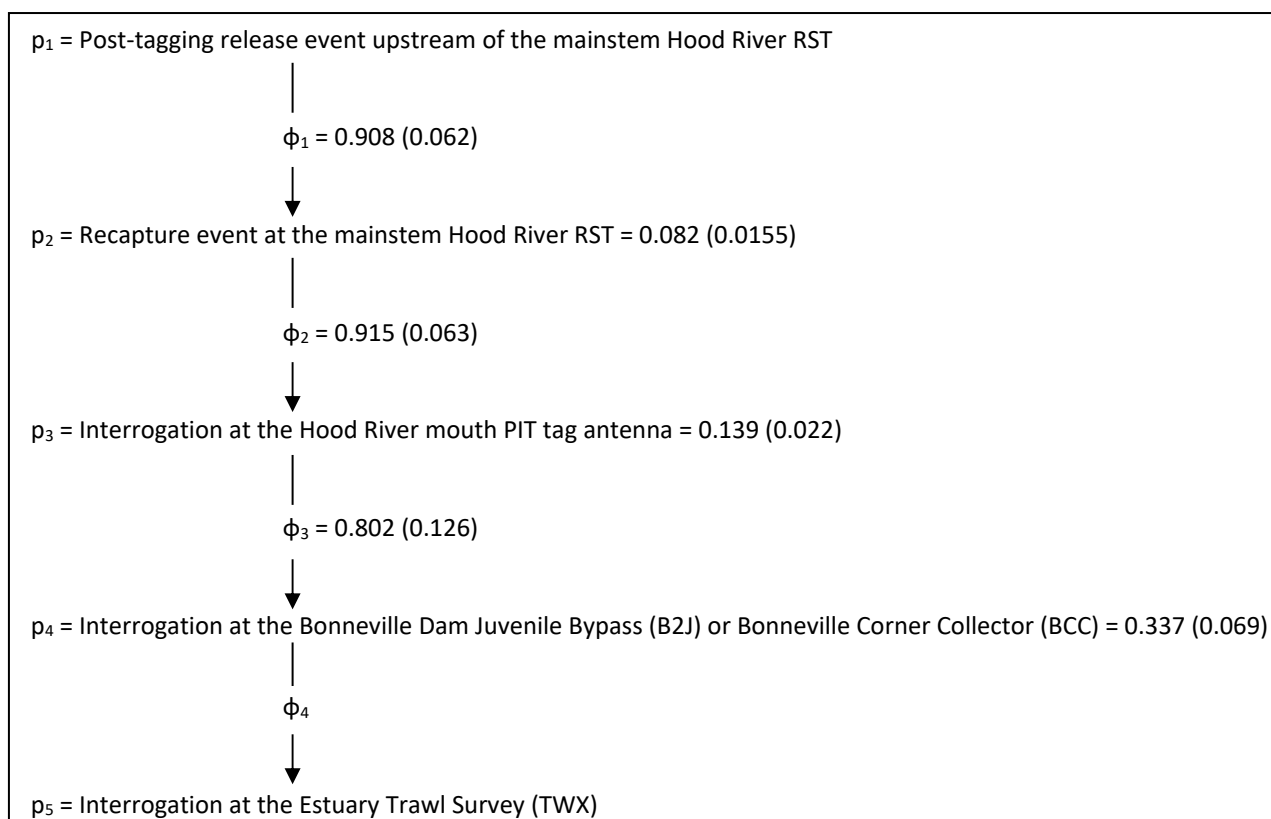 p₁ = Post-tagging release event upstream of the mainstem Hood River RST
ϕ₁ = 0.908 (0.062)
p₂ = Recapture event at the mainstem Hood River RST = 0.082 (0.0155)
ϕ₂ = 0.915 (0.063)
p₃ = Interrogation at the Hood River mouth PIT tag antenna = 0.139 (0.022)
ϕ₃ = 0.802 (0.126)
p₄ = Interrogation at the Bonneville Dam Juvenile Bypass (B2J) or Bonneville Corner Collector (BCC) = 0.337 (0.069)
ϕ₄
p₅ = Interrogation at the Estuary Trawl Survey (TWX)